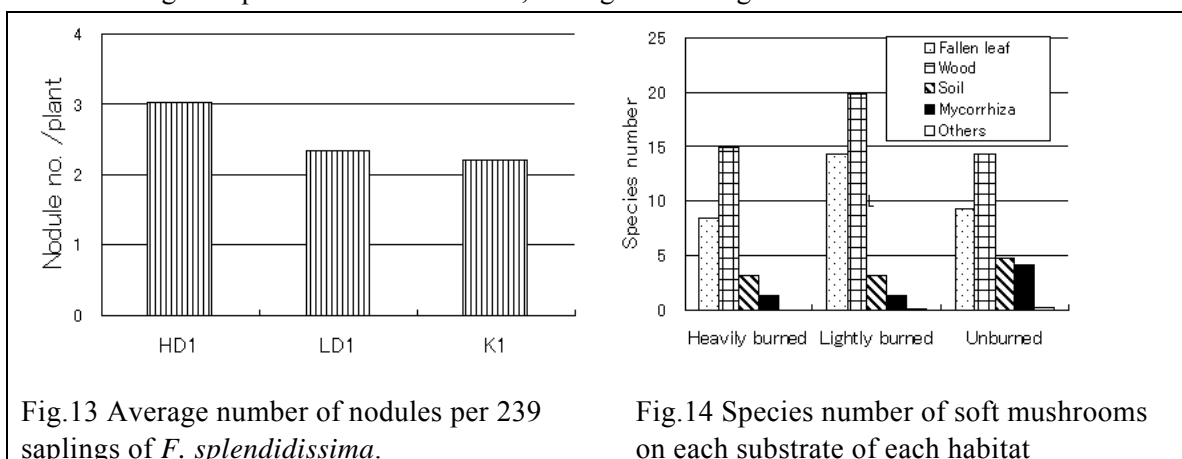 4
3
2
1
0
Nodule no. /plant
HD1
LD1
K1
Fig.13 Average number of nodules per 239
saplings of F. splendidissima.
25
20
15
10
5
0
Species number
Fallen leaf
Wood
Soil
Mycorrhiza
Others
L
Heavily burned Lightly burned Unburned
Fig.14 Species number of soft mushrooms
on each substrate of each habitat